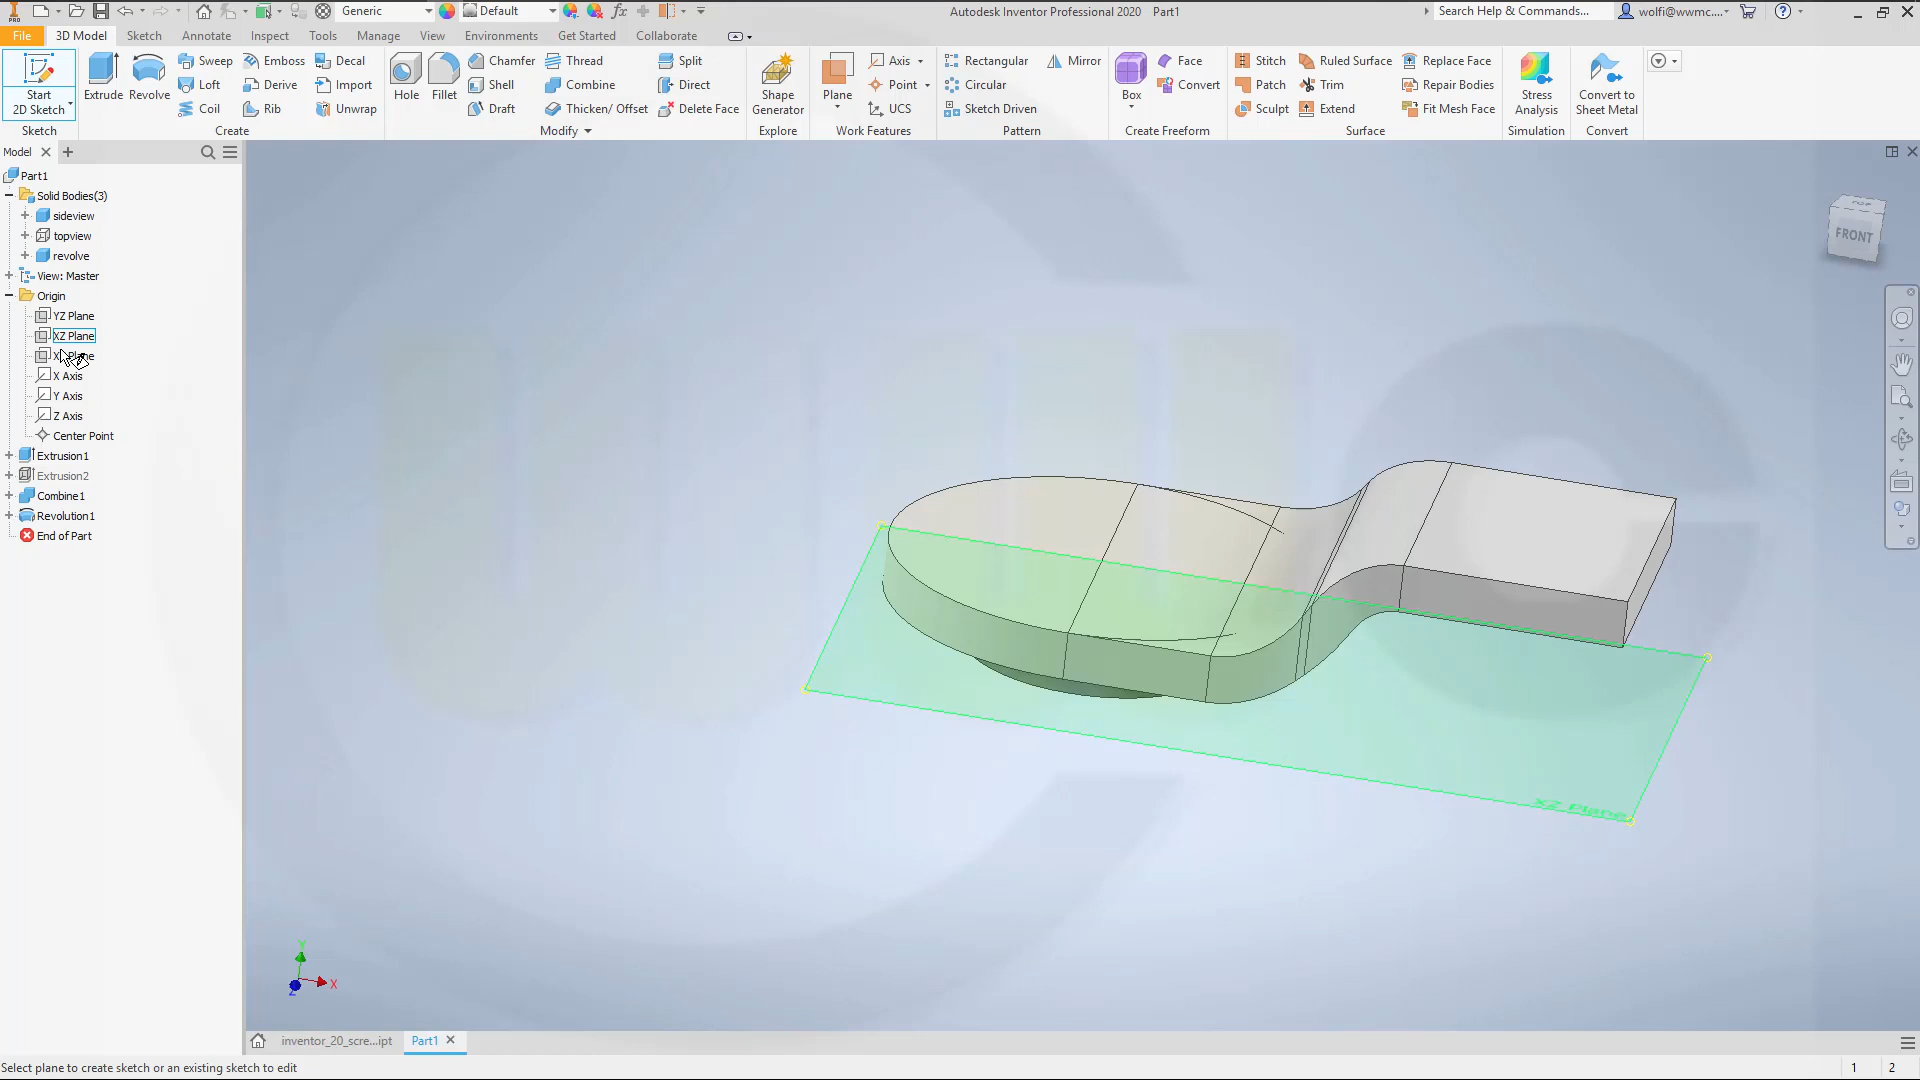 Generic
Default
Autodesk Inventor Professional 2020 Part1
Search Help & Commands...
wolfi@wwmc....
PRO
File
3D Model
Sketch
Annotate
Inspect
Tools
Manage
View
Environments
Get Started
Collaborate
Start
2D Sketch
Sketch
Extrude
Revolve
Sweep
Loft
Coil
Emboss
Derive
Rib
Decal
Import
Unwrap
Create
Hole
Fillet
Chamfer
Shell
Draft
Thread
Combine
Thicken/ Offset
Split
Direct
Delete Face
Modify
Shape
Generator
Explore
Plane
Axis
Point
UCS
Work Features
Rectangular
Circular
Sketch Driven
Mirror
Pattern
Box
Face
Convert
Create Freeform
Stitch
Patch
Sculpt
Ruled Surface
Trim
Extend
Replace Face
Repair Bodies
Fit Mesh Face
Surface
Stress
Analysis
Simulation
Convert to
Sheet Metal
Convert
Model
Part1
Solid Bodies(3)
sideview
topview
revolve
View: Master
Origin
YZ Plane
XZ Plane
X Axis
Y Axis
Z Axis
Center Point
Extrusion1
Extrusion2
Combine1
Revolution1
End of Part
TOP
FRONT
XZ Plane
Y
X
Z
inventor_20_scre...ipt
Part1
Select plane to create sketch or an existing sketch to edit
1 2